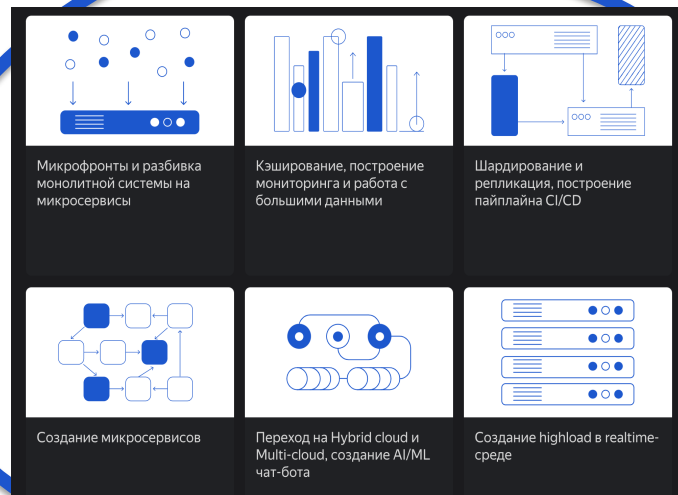 Микрофронты и разбивка
монолитной системы на
микросервисы
Кэширование, построение
мониторинга и работа с
большими данными
Шардирование и
репликация, построение
пайплайна CI/CD
Создание микросервисов
Переход на Hybrid cloud и
Multi-cloud, создание AI/ML
чат-бота
Создание highload в realtime-
среде